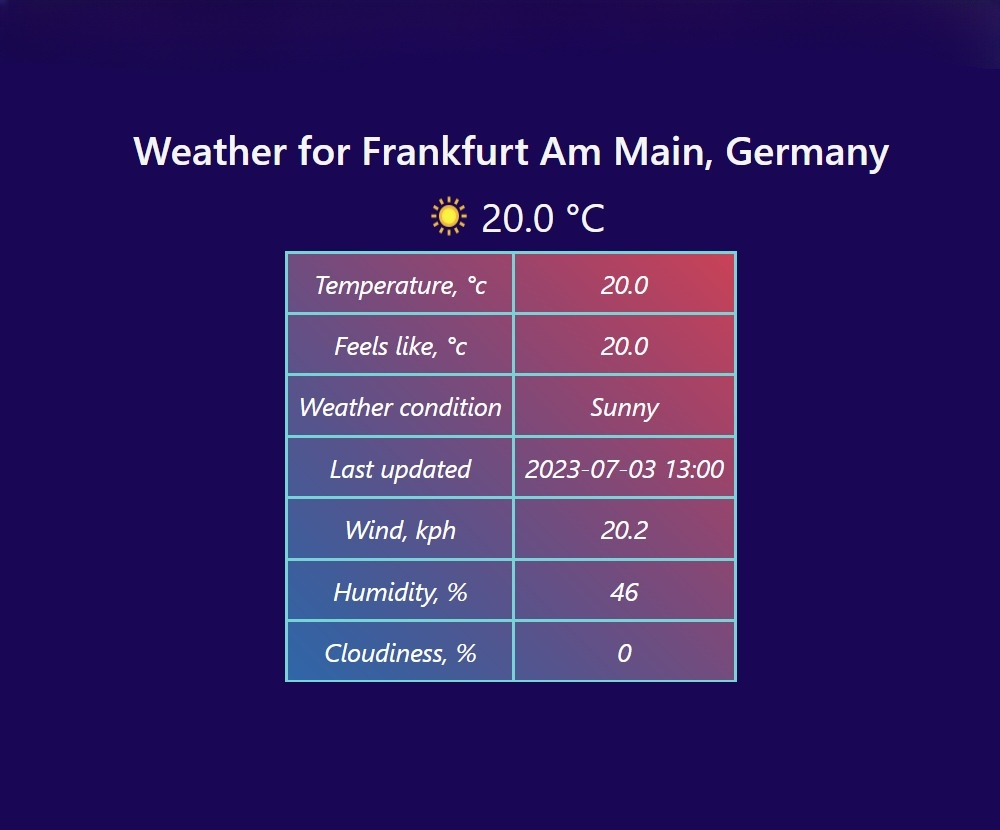 Weather for Frankfurt Am Main, Germany
20.0 °C
Temperature, °c 20.0
Feels like, °c 20.0
Weather condition Sunny
Last updated 2023-07-03 13:00
Wind, kph 20.2
Humidity, % 46
Cloudiness, % 0